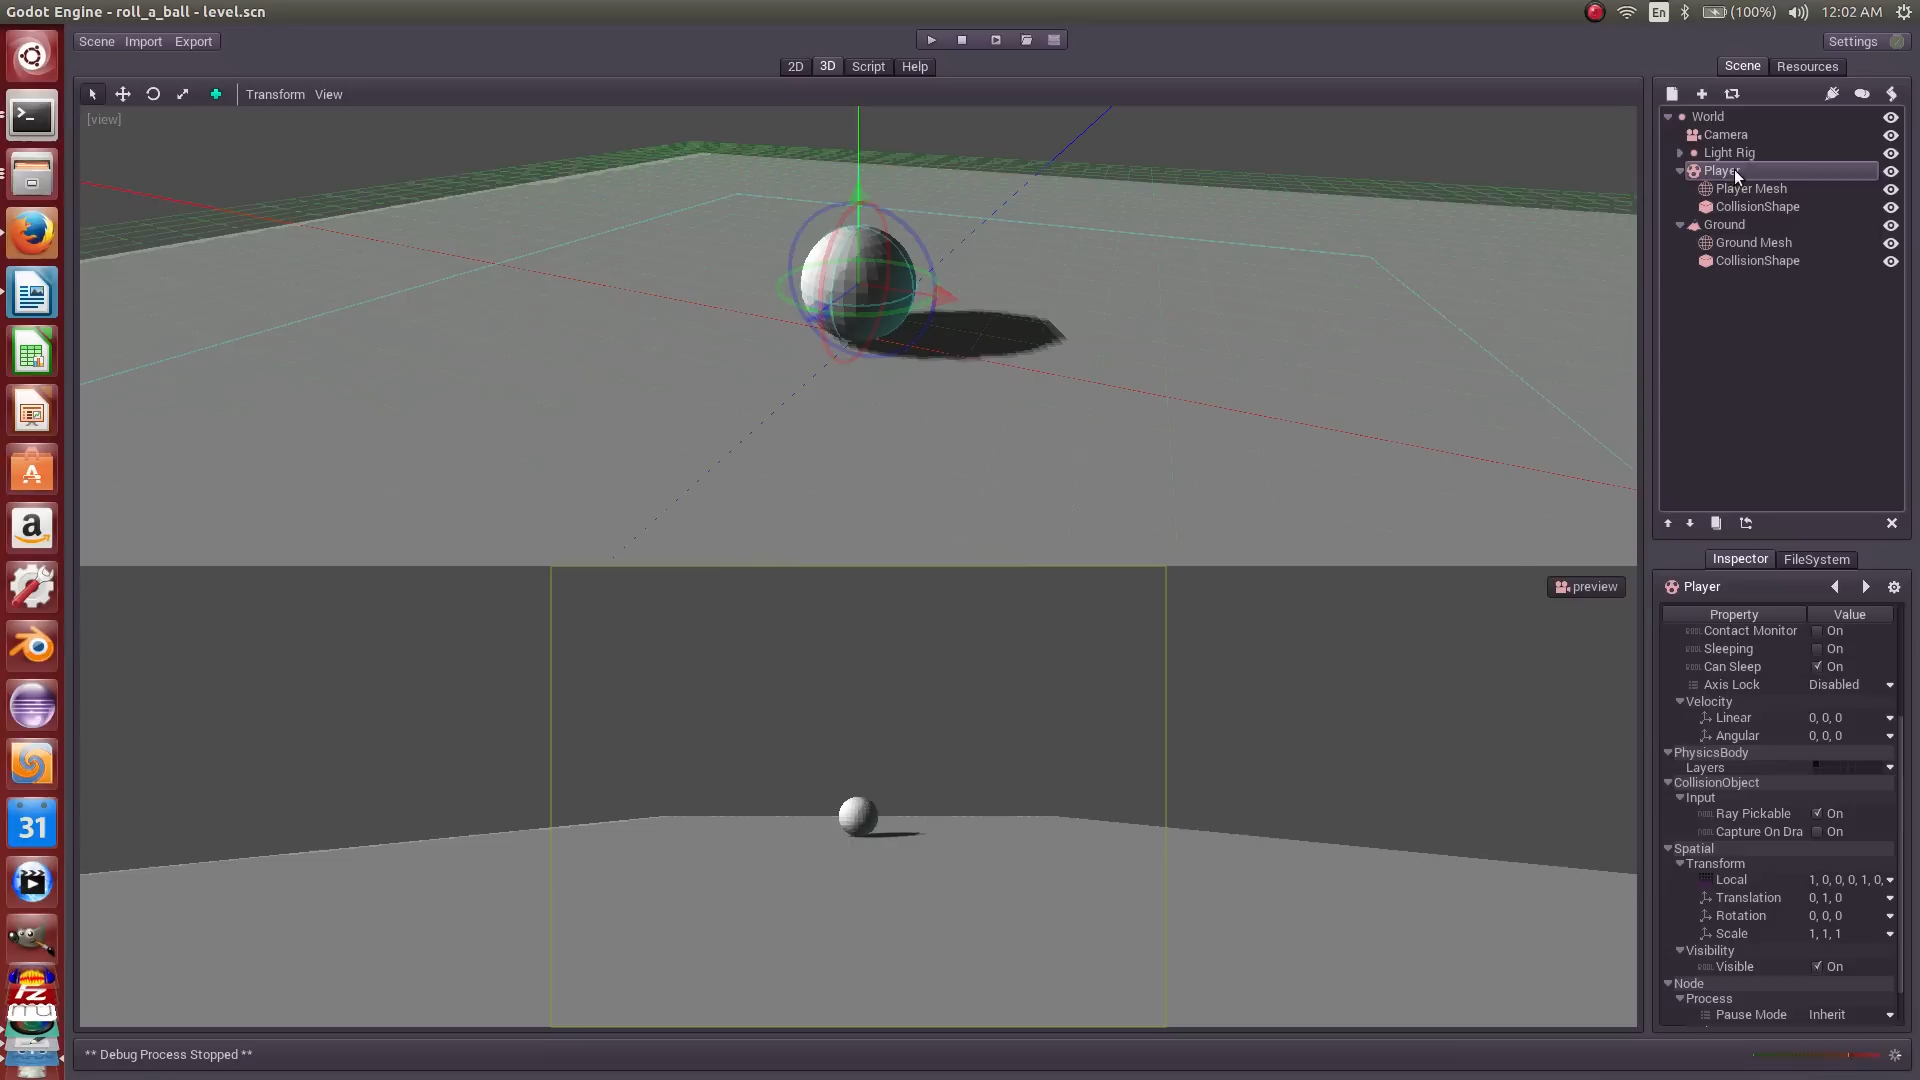 Godot Engine - roll_a_ball - level.scn
En
(100%)
12:02 AM
Scene Import Export
Settings
2D 3D Script Help
Scene Resources
Transform View
[view]
World
Camera
Light Rig
Player
Player Mesh
CollisionShape
Ground
Ground Mesh
CollisionShape
Inspector FileSystem
preview
Player
Property Value
Contact Monitor On
Sleeping On
Can Sleep On
Axis Lock Disabled
Velocity
Linear 0, 0, 0
Angular 0, 0, 0
PhysicsBody
Layers
CollisionObject
Input
Ray Pickable On
Capture On Dra On
Spatial
Transform
Local 1, 0, 0, 0, 1, 0,
Translation 0, 1, 0
Rotation 0, 0, 0
Scale 1, 1, 1
Visibility
Visible On
Node
Process
Pause Mode Inherit
** Debug Process Stopped **
a
31
FZ
mu